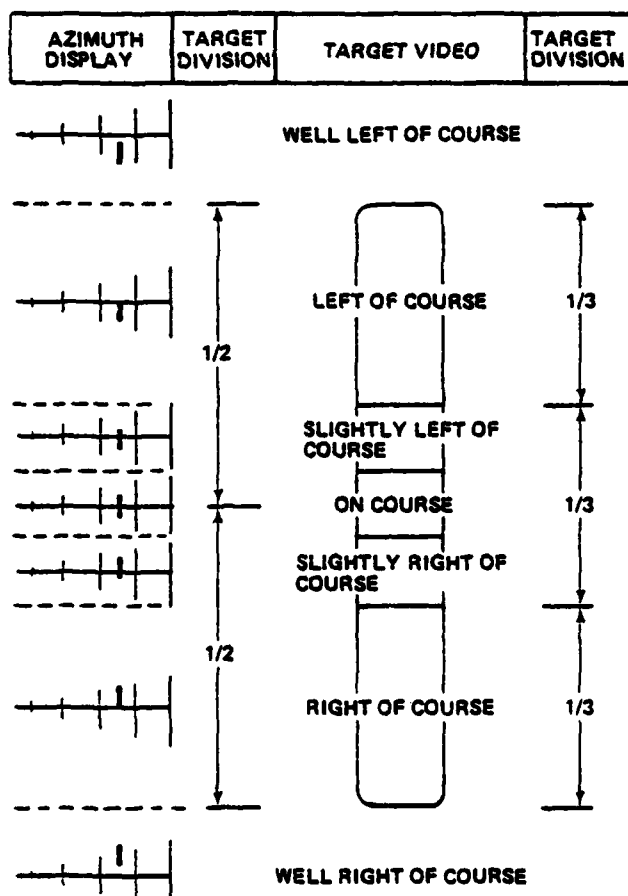 AZIMUTH DISPLAY
TARGET DIVISION
TARGET VIDEO
TARGET DIVISION
WELL LEFT OF COURSE
LEFT OF COURSE
1/3
1/2
SLIGHTLY LEFT OF
COURSE
ON COURSE
1/3
SLIGHTLY RIGHT OF
COURSE
1/2
RIGHT OF COURSE
1/3
WELL RIGHT OF COURSE